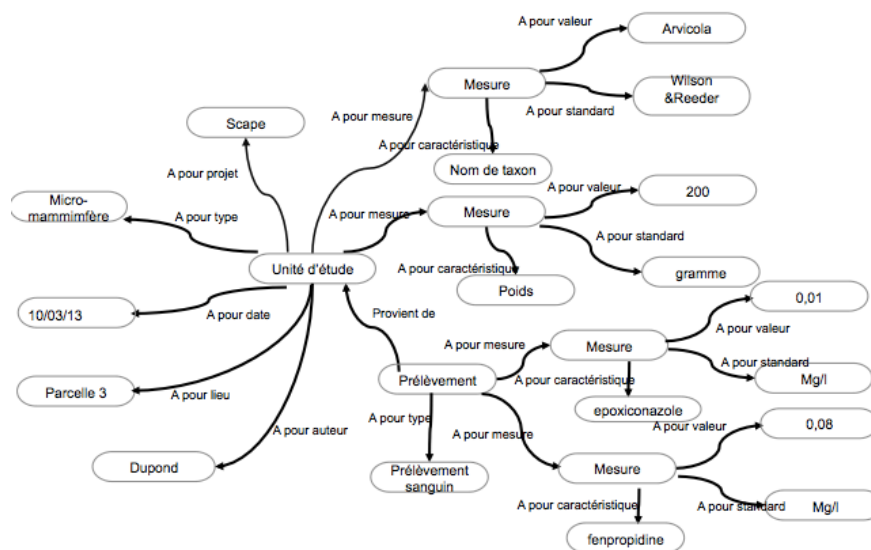 A pour valeur
Arvicola
Mesure
Wilson
&Reeder
A pour standard
Scape
A pour mesure
A pour caractéristique
Nom de taxon
A pour projet
Micro-
mammimfère
A pour type
A pour mesure
Mesure
A pour valeur
200
A pour standard
Unité d'étude
A pour caractéristique
Poids
gramme
10/03/13
A pour date
Provient de
0,01
A pour valeur
A pour mesure
Mesure
A pour standard
Prélèvement
A pour caractéristique
Mg/l
Parcelle 3
A pour lieu
epoxiconazole
A pour type
A pour mesure
A pour valeur
0,08
A pour auteur
Dupond
Prélèvement
sanguin
Mesure
A pour caractéristique
A pour standard
Mg/l
fenpropidine